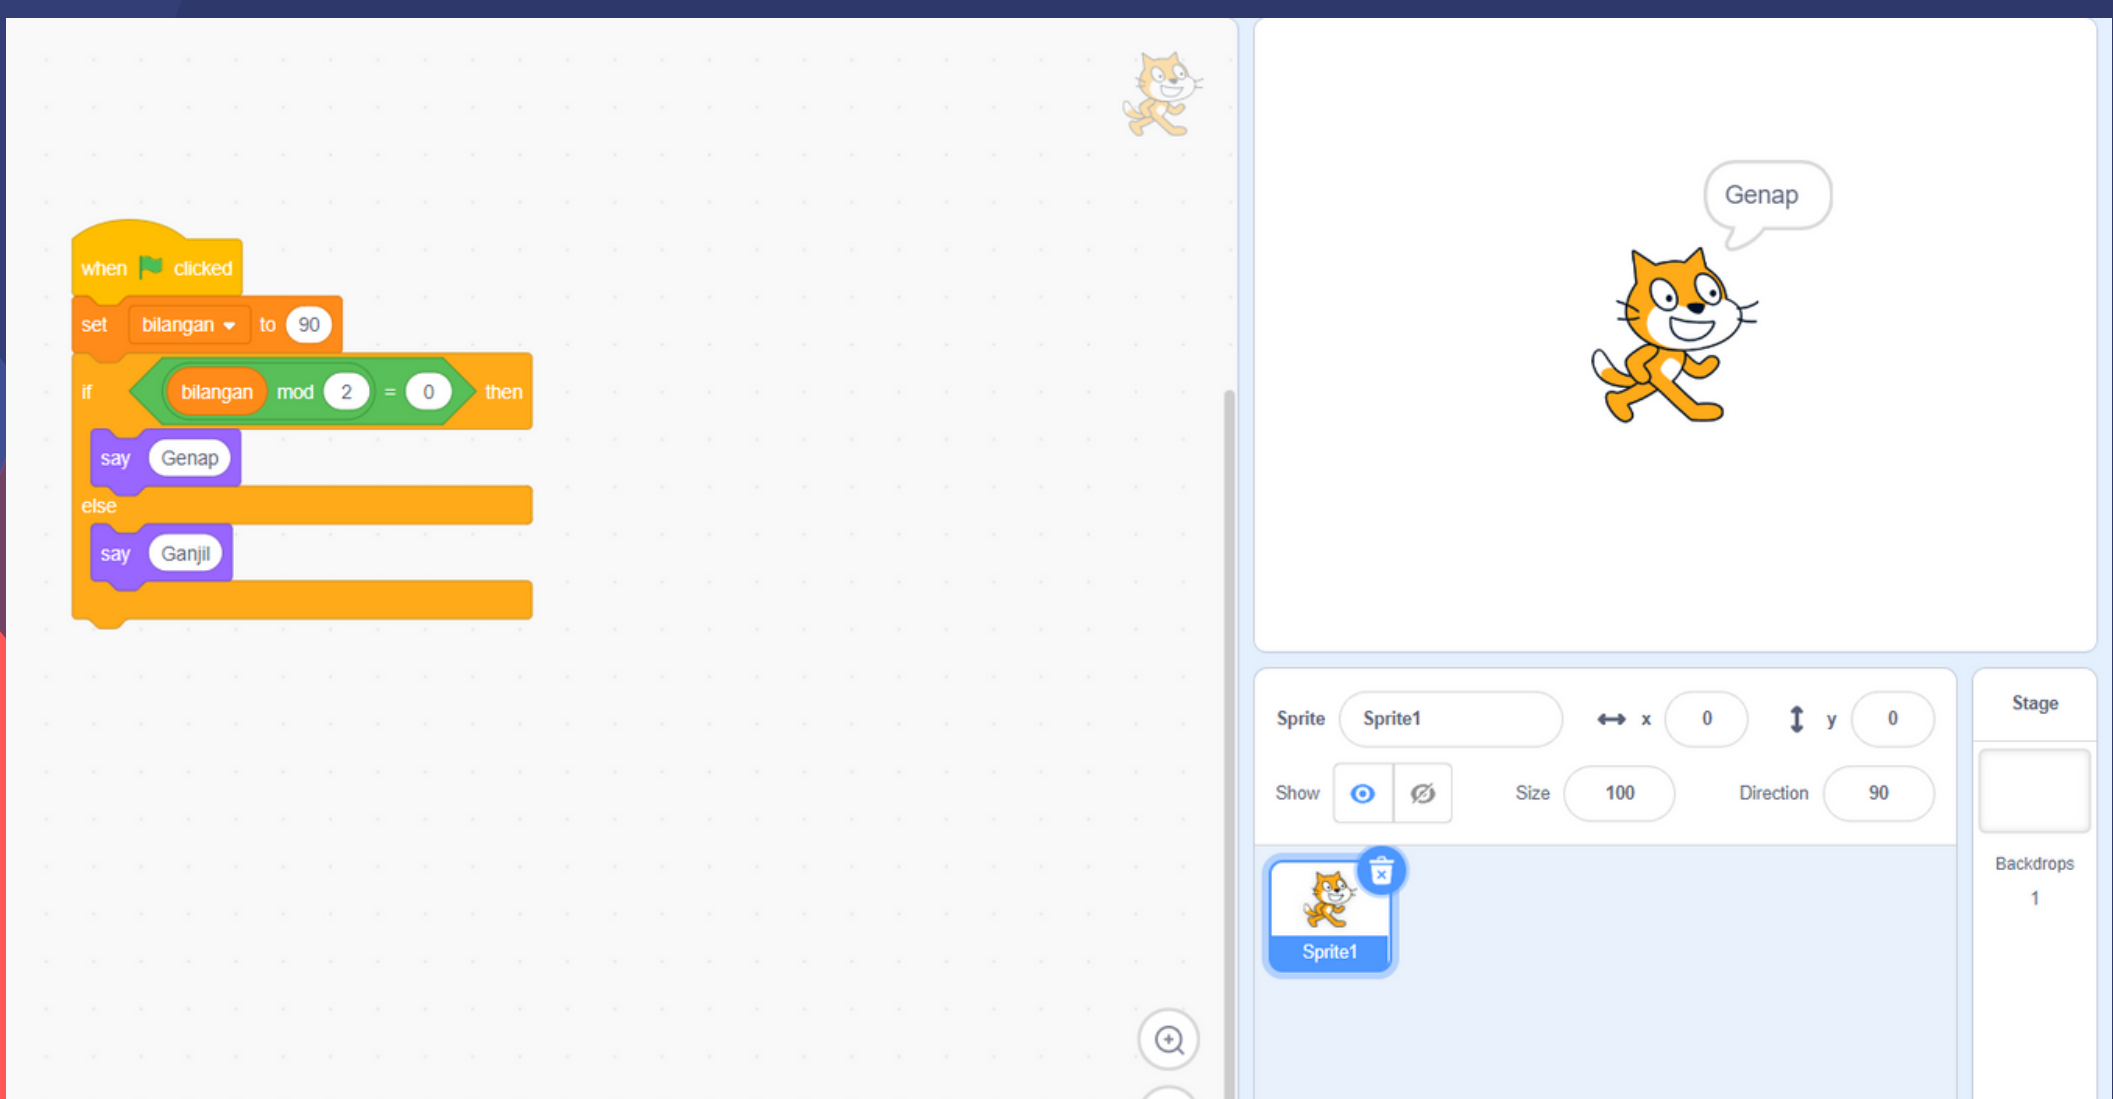 when clicked
set bilangan to 90
if bilangan mod 2 = 0 then
say Genap
else
say Ganjil
Genap
Sprite Sprite1 x 0 y 0
Show Size 100 Direction 90
Sprite1
Stage
Backdrops
1